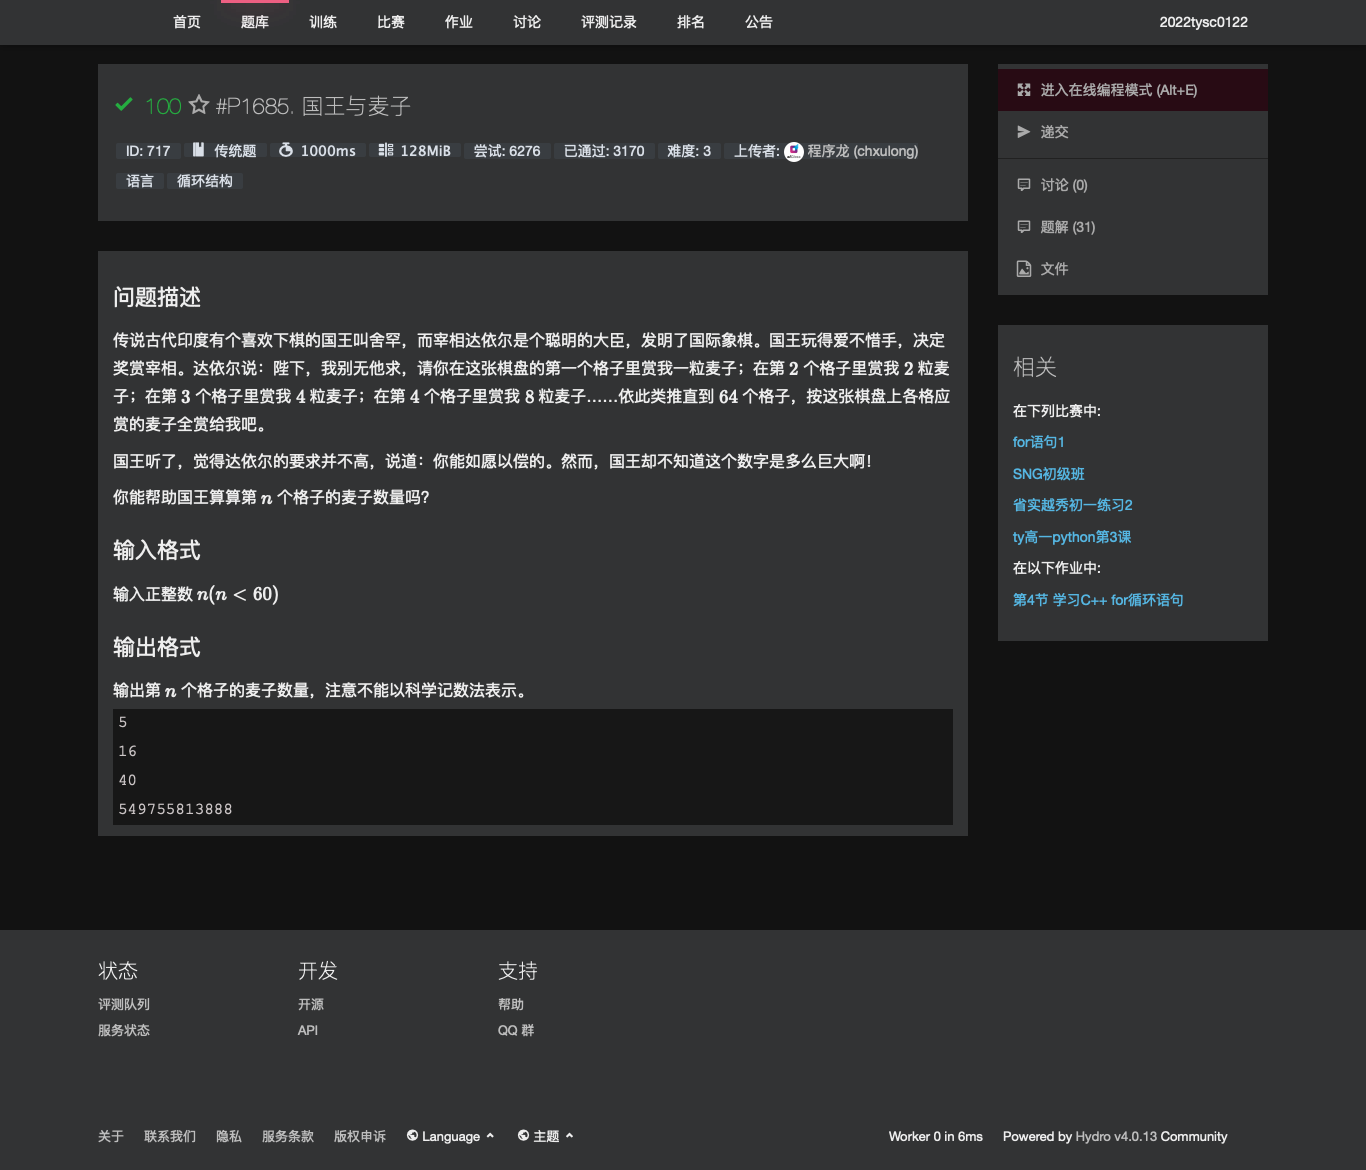 首页 题库 训练 比赛 作业 讨论 评测记录 排名 公告 2022tysc0122
100 #P1685. 国王与麦子
ID: 717 传统题 1000ms 128MiB 尝试: 6276 已通过: 3170 难度: 3 上传者: 程序龙 (chxulong)
语言 循环结构
问题描述
传说古代印度有个喜欢下棋的国王叫舍罕，而宰相达依尔是个聪明的大臣，发明了国际象棋。国王玩得爱不惜手，决定
奖赏宰相。达依尔说：陛下，我别无他求，请你在这张棋盘的第一个格子里赏我一粒麦子；在第 2 个格子里赏我 2 粒麦
子；在第 3 个格子里赏我 4 粒麦子；在第 4 个格子里赏我 8 粒麦子……依此类推直到 64 个格子，按这张棋盘上各格应
赏的麦子全赏给我吧。
国王听了，觉得达依尔的要求并不高，说道：你能如愿以偿的。然而，国王却不知道这个数字是多么巨大啊！
你能帮助国王算算第 n 个格子的麦子数量吗?
输入格式
输入正整数 n(n < 60)
输出格式
输出第 n 个格子的麦子数量，注意不能以科学记数法表示。
5
16
40
549755813888
进入在线编程模式 (Alt+E)
递交
讨论 (0)
题解 (31)
文件
相关
在下列比赛中:
for语句1
SNG初级班
省实越秀初一练习2
ty高一python第3课
在以下作业中:
第4节 学习C++ for循环语句
状态
评测队列
服务状态
开发
开源
API
支持
帮助
QQ 群
关于 联系我们 隐私 服务条款 版权申诉 Language 主题 Worker 0 in 6ms Powered by Hydro v4.0.13 Community